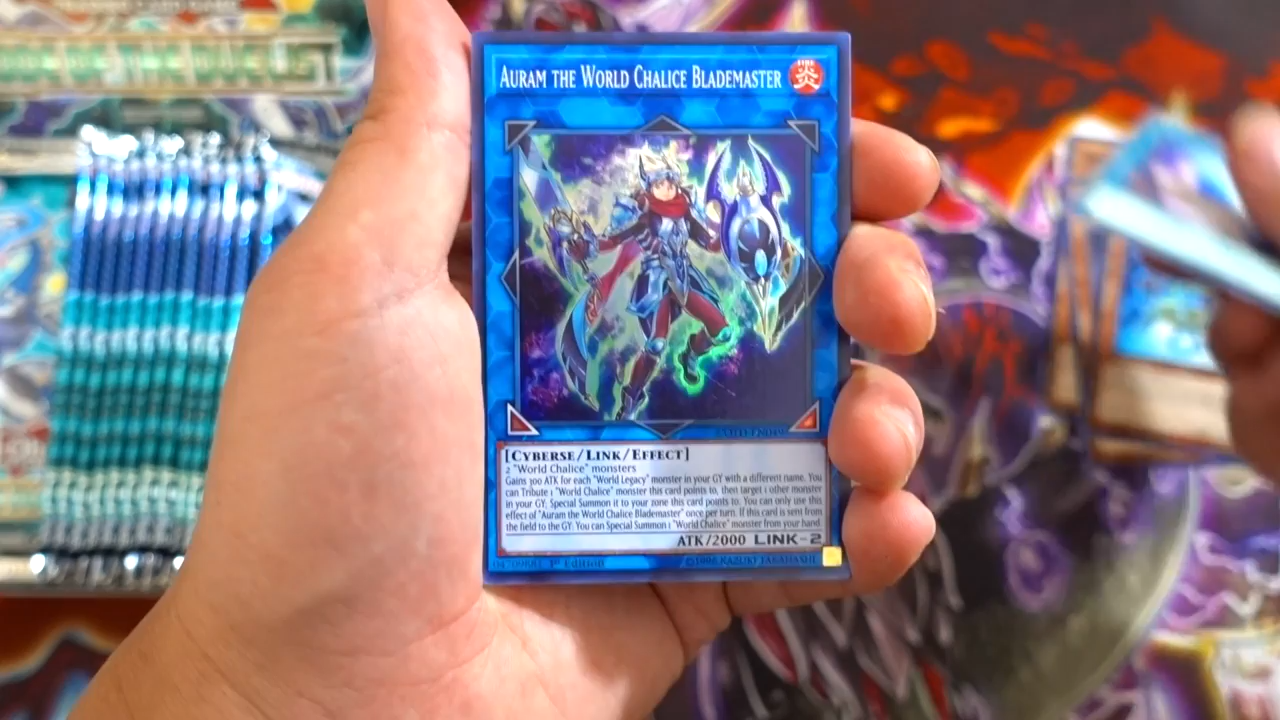 AURAM THE WORLD CHALICE BLADEMASTER
炎
[CYBERSE/LINK/EFFECT]
2 "World Chalice" monsters
Gains 300 ATK for each "World Legacy" monster in your GY with a different name. You
can Tribute 1 "World Chalice" monster this card points to, then target 1 other monster
in your GY; Special Summon it to your zone this card points to. You can only use this
effect of "Auram the World Chalice Blademaster" once per turn. If this card is sent from
the field to the GY: You can Special Summon 1 "World Chalice" monster from your hand.
ATK/2000 LINK-2
1st Edition
©1996 KAZUKI TAKAHASHI